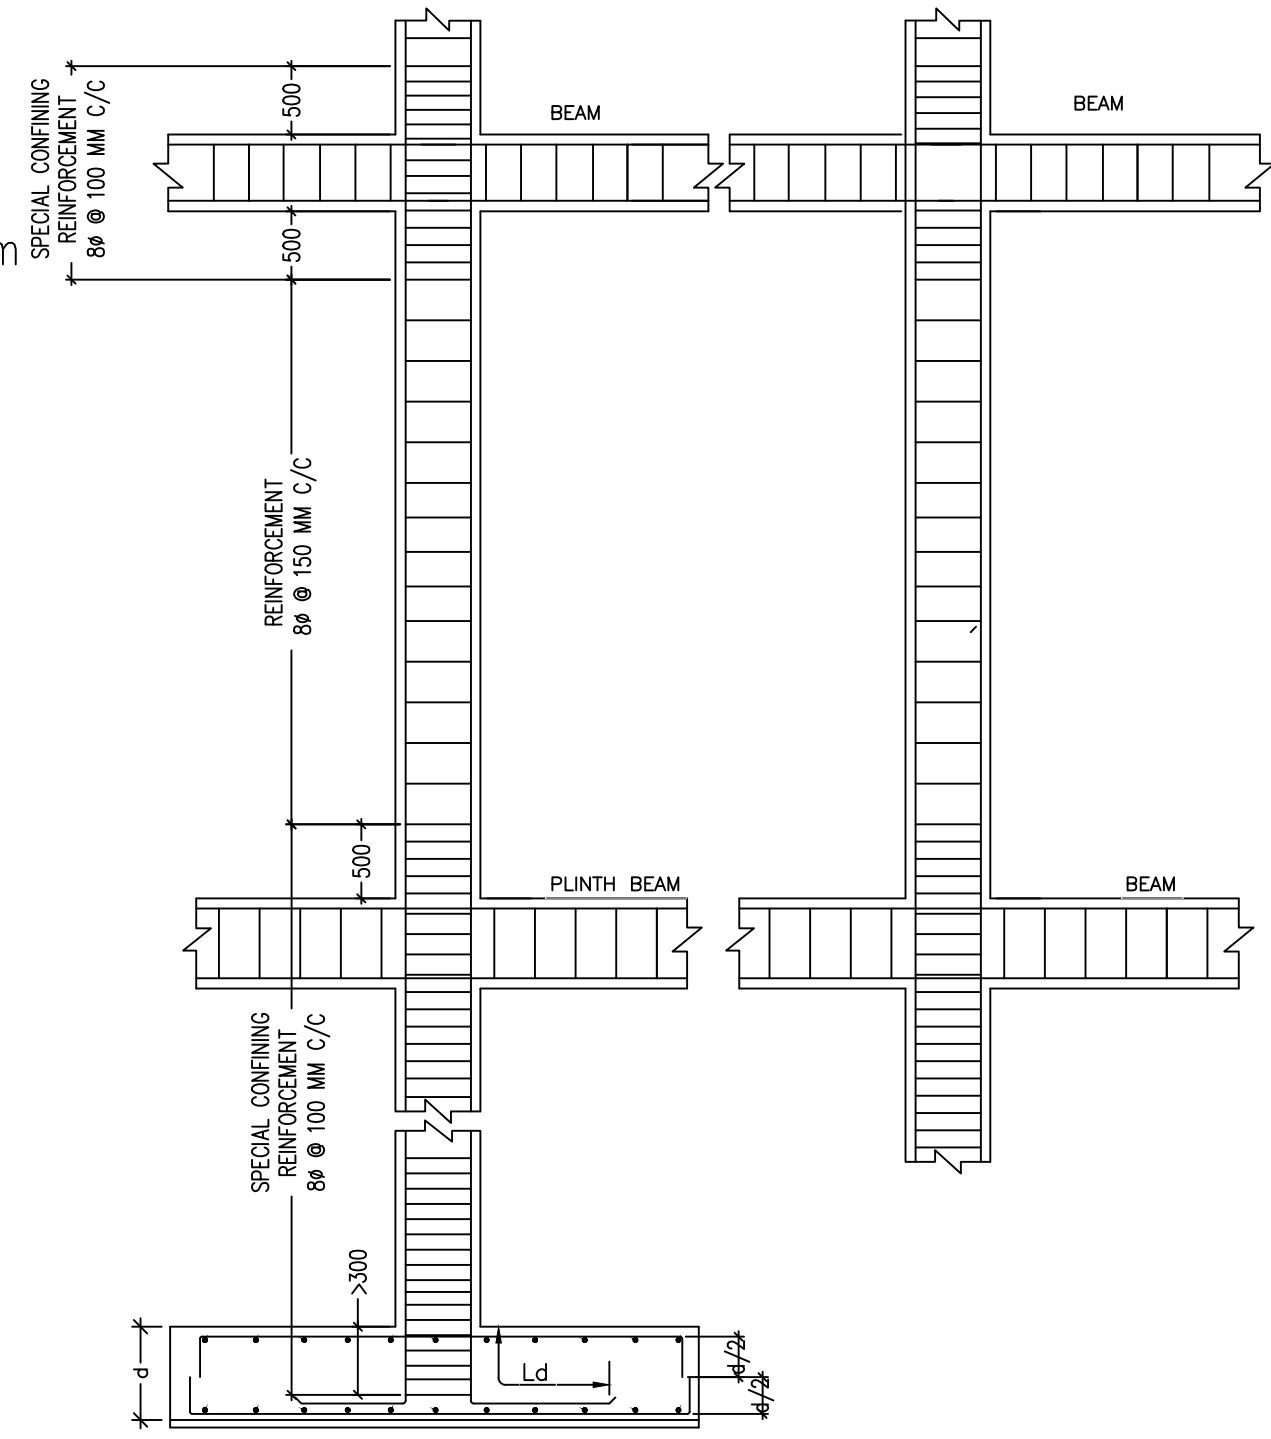 SPECIAL CONFINING
REINFORCEMENT
8ø @ 100 MM C/C
3
500
500
BEAM
BEAM
REINFORCEMENT
8ø @ 150 MM C/C
500
PLINTH BEAM
BEAM
SPECIAL CONFINING
REINFORCEMENT
8ø @ 100 MM C/C
>300
d
Ld
d/2
d/2